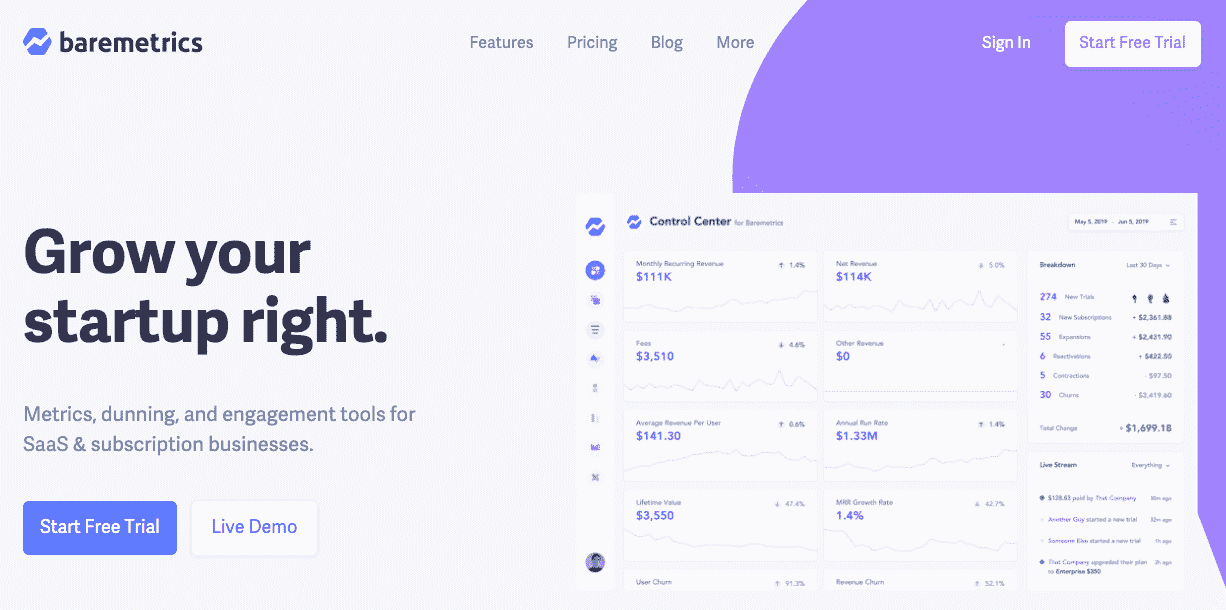 baremetrics
Features
Pricing
Blog
More
Sign In
Start Free Trial
Grow your
startup right.
Metrics, dunning, and engagement tools for
SaaS & subscription businesses.
Start Free Trial
Live Demo
Control Center for Baremetrics
May 5, 2019 - Jun 5, 2019
Monthly Recurring Revenue
1.4%
$111K
Net Revenue
5.0%
$114K
Fees
4.6%
$3,510
Other Revenue
-
$0
Average Revenue Per User
0.6%
$141.30
Annual Run Rate
1.4%
$1.33M
Lifetime Value
47.4%
$3,550
MRR Growth Rate
42.7%
1.4%
User Churn
91.3%
Revenue Churn
52.1%
Breakdown
Last 30 Days
274 New Trials
32 New Subscriptions + $2,361.88
55 Expansions + $2,431.90
6 Reactivations + $422.50
5 Contractions - $97.50
30 Churns - $3,419.60
Total Change + $1,699.18
Live Stream
Everything
$128.63 paid by That Company
Another Guy started a new trial 32m ago
Someone Else started a new trial 1h ago
That Company upgraded their plan 2h ago
to Enterprise $350